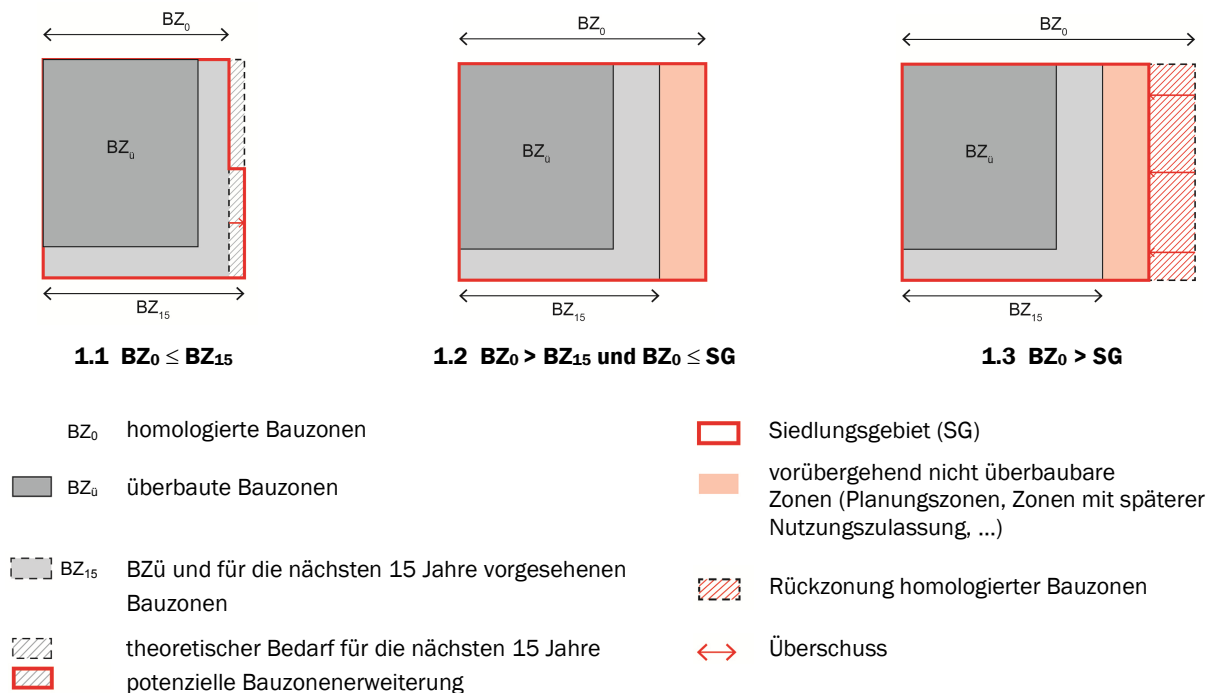 BZ₀
BZ₀
BZ₀
BZü
BZü
BZü
BZ₁₅
BZ₁₅
BZ₁₅
1.1 BZ₀ ≤ BZ₁₅
1.2 BZ₀ > BZ₁₅ und BZ₀ ≤ SG
1.3 BZ₀ > SG
BZ₀ homologierte Bauzonen
BZü überbaute Bauzonen
BZ₁₅ BZü und für die nächsten 15 Jahre vorgesehenen
Bauzonen
theoretischer Bedarf für die nächsten 15 Jahre
potenzielle Bauzonenerweiterung
Siedlungsgebiet (SG)
vorübergehend nicht überbaubare
Zonen (Planungszonen, Zonen mit späterer
Nutzungszulassung, ...)
Rückzonung homologierter Bauzonen
Überschuss